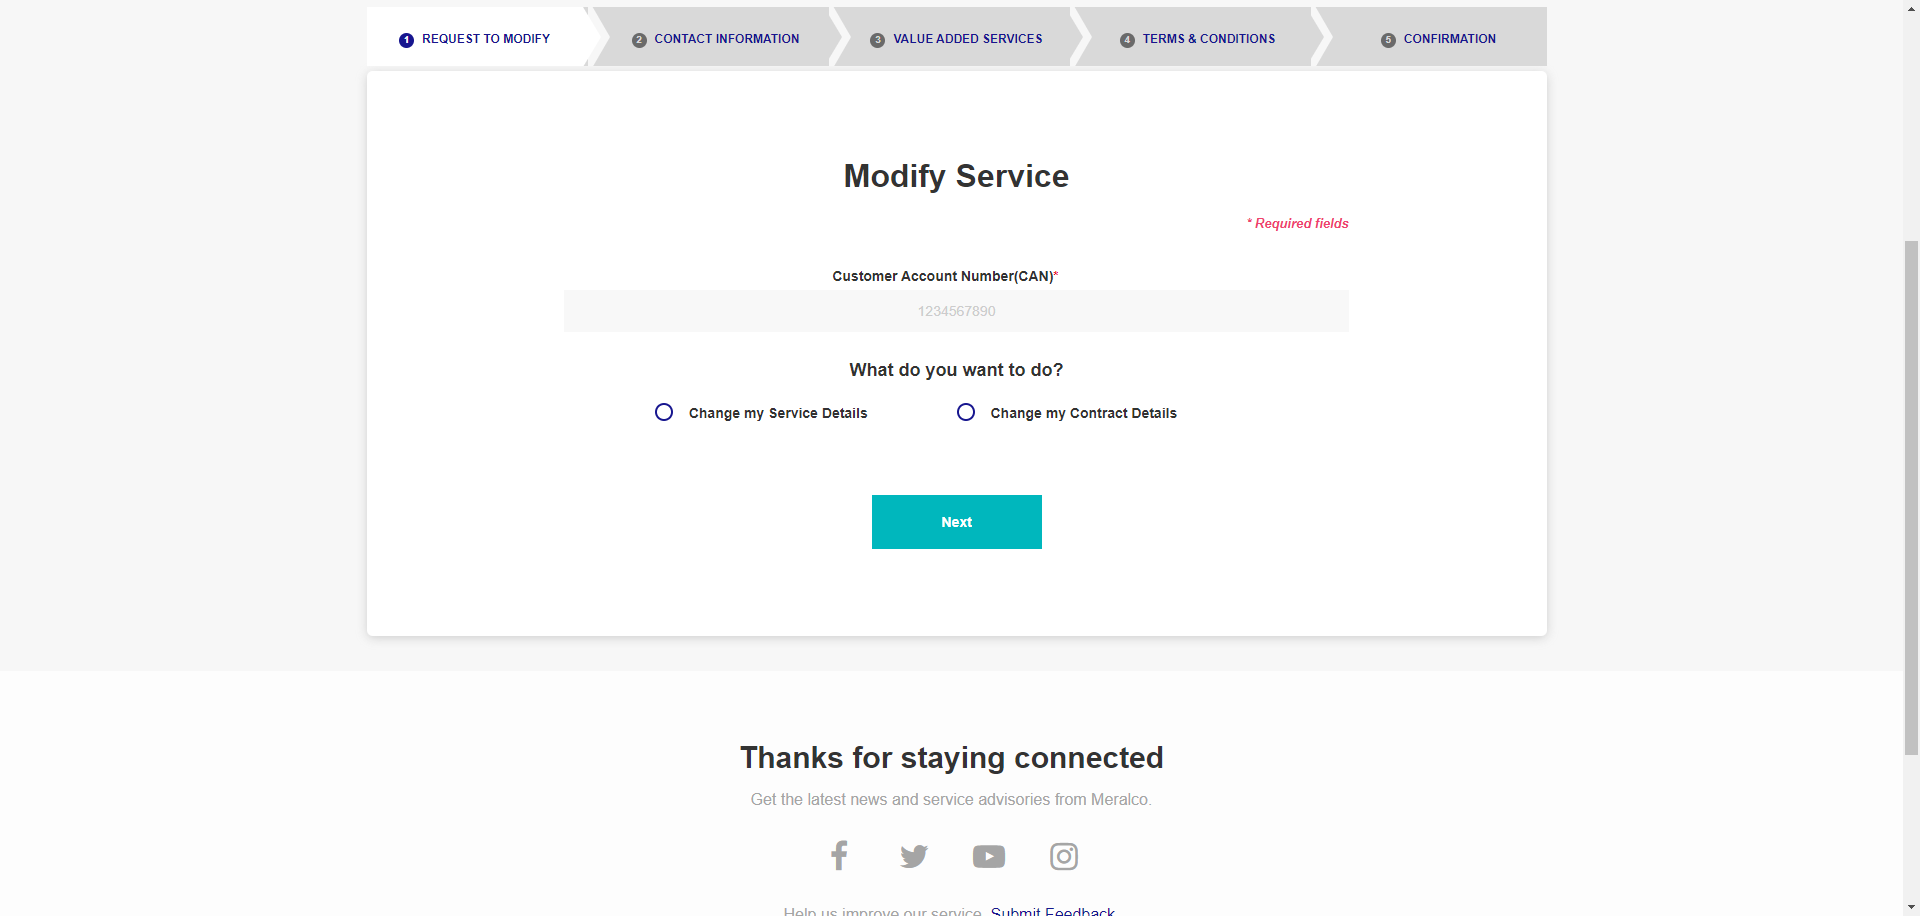 1 REQUEST TO MODIFY
2 CONTACT INFORMATION
3 VALUE ADDED SERVICES
4 TERMS & CONDITIONS
5 CONFIRMATION
Modify Service
* Required fields
Customer Account Number(CAN)*
1234567890
What do you want to do?
Change my Service Details
Change my Contract Details
Next
Thanks for staying connected
Get the latest news and service advisories from Meralco.
Help us improve our service. Submit Feedback